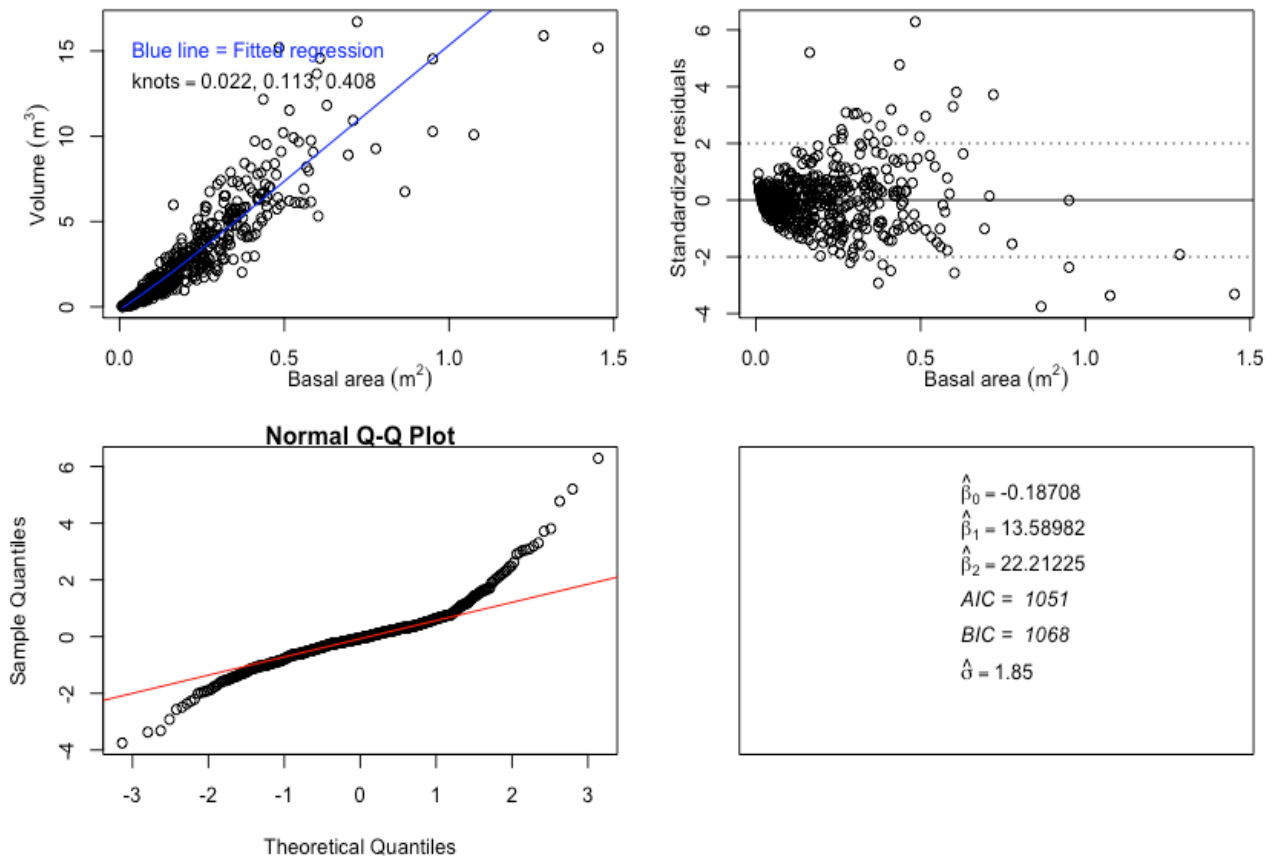 Blue line = Fitted regression
knots = 0.022, 0.113, 0.408
Volume (m³)
0
5
10
15
0.0
0.5
1.0
1.5
Basal area (m²)
Standardized residuals
-4
-2
0
2
4
6
0.0
0.5
1.0
1.5
Basal area (m²)
Normal Q-Q Plot
Sample Quantiles
-4
-2
0
2
4
6
-3
-2
-1
0
1
2
3
Theoretical Quantiles
β̂₀ = -0.18708
β̂₁ = 13.58982
β̂₂ = 22.21225
AIC = 1051
BIC = 1068
σ̂ = 1.85